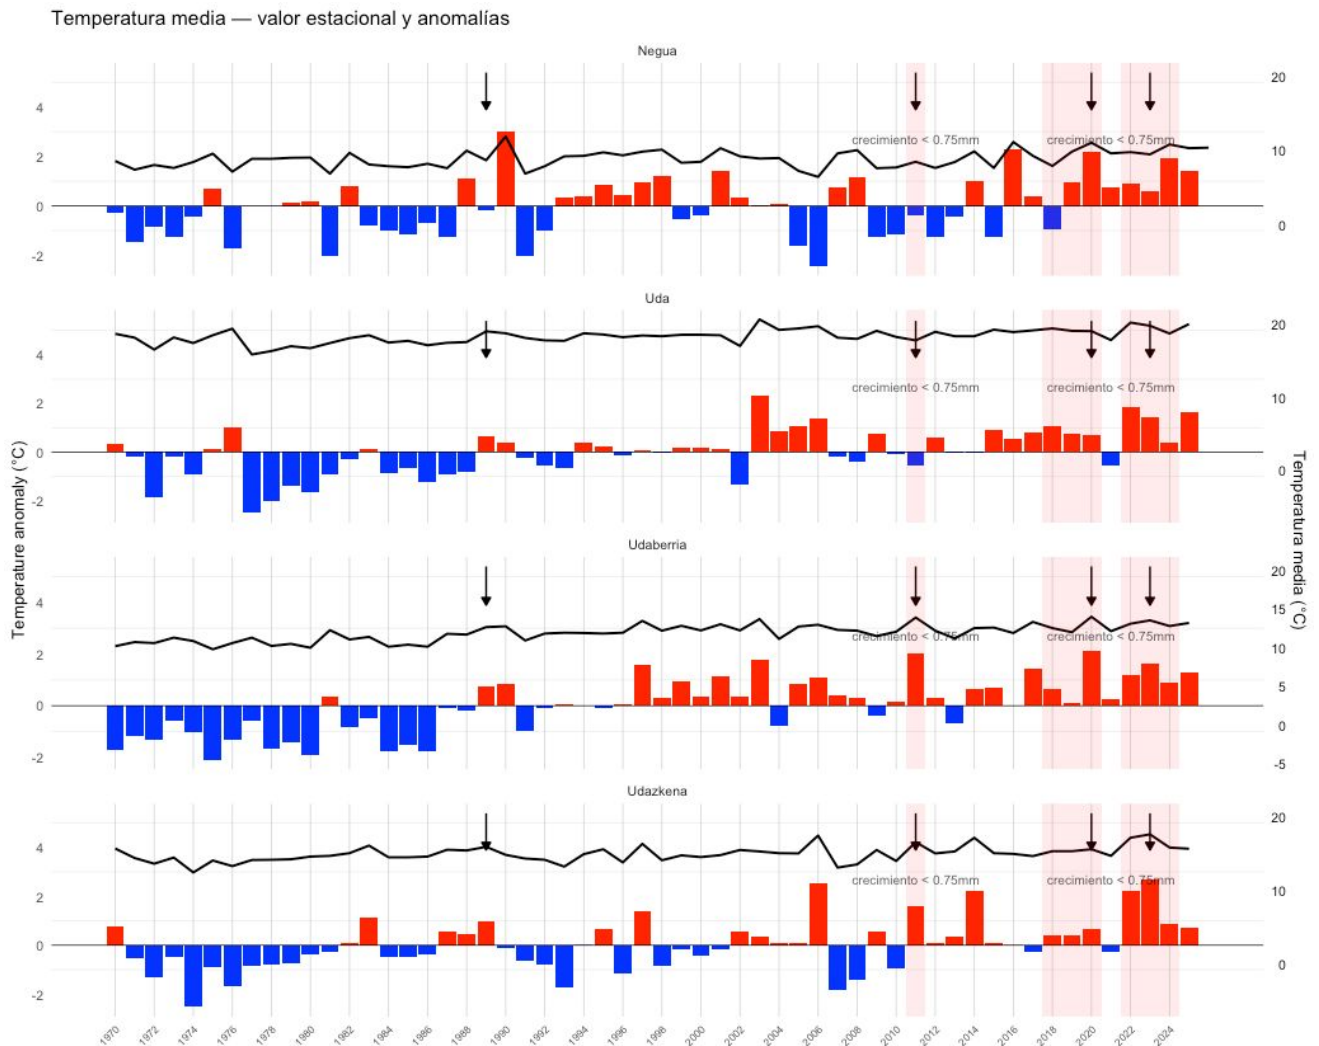 Temperatura media — valor estacional y anomalías
Negua
4
2
0
-2
20
10
0
crecimiento < 0.75mm
crecimiento < 0.75mm
Uda
4
2
0
-2
20
10
0
crecimiento < 0.75mm
crecimiento < 0.75mm
Temperature anomaly (°C)
Temperatura media (°C)
Udaberria
4
2
0
-2
20
15
10
5
0
-5
crecimiento < 0.75mm
crecimiento < 0.75mm
Udazkena
4
2
0
-2
20
10
0
crecimiento < 0.75mm
crecimiento < 0.75mm
1970 1972 1974 1976 1978 1980 1982 1984 1986 1988 1990 1992 1994 1996 1998 2000 2002 2004 2006 2008 2010 2012 2014 2016 2018 2020 2022 2024